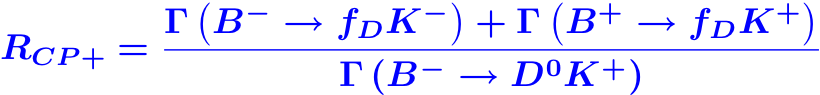 R_{CP+} = \frac{\Gamma\left(B^- \to f_D K^-\right) + \Gamma\left(B^+ \to f_D K^+\right)}{\Gamma\left(B^- \to D^0 K^+\right)}